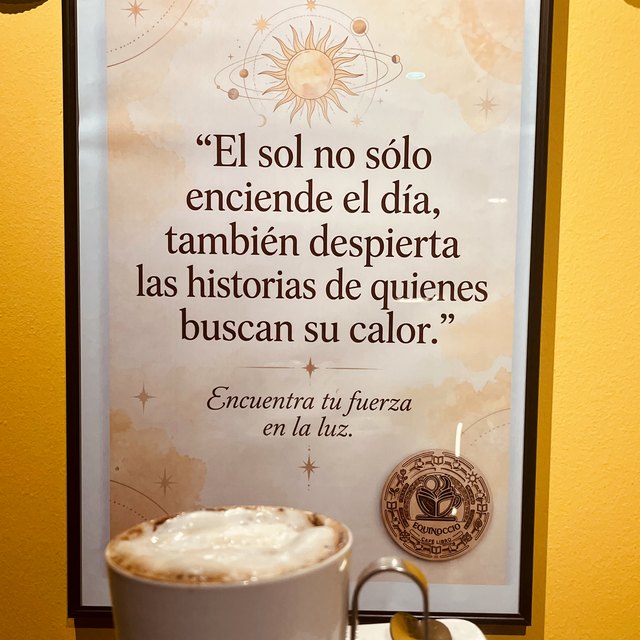 “El sol no sólo
enciende el día,
también despierta
las historias de quienes
buscan su calor.”
Encuentra tu fuerza
en la luz.
EQUINOCCIO
CAFÉ LIBRO